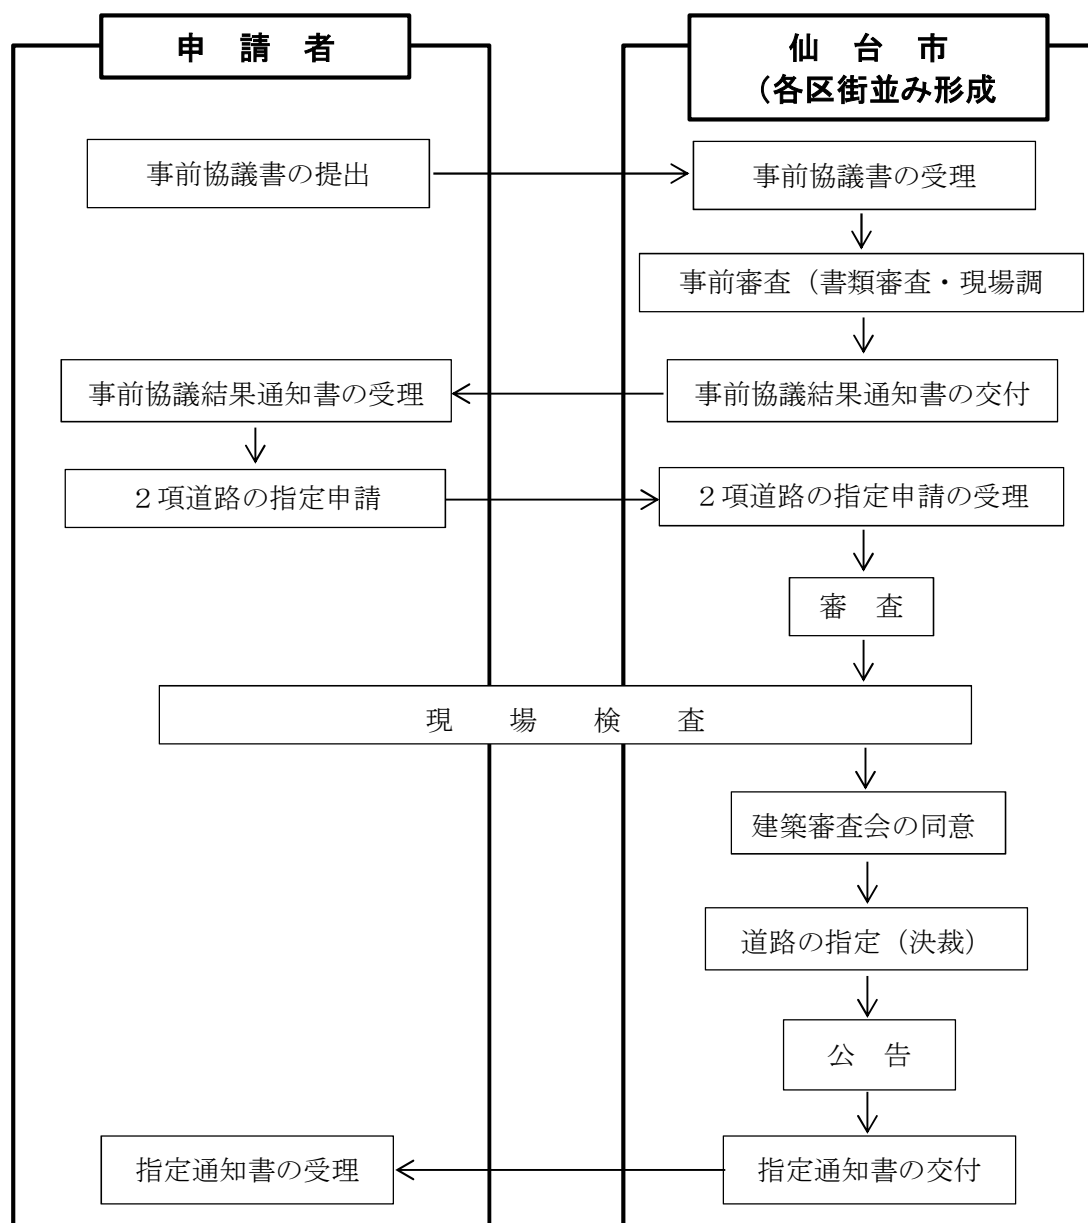 申　請　者
仙　台　市
（各区街並み形成
事前協議書の提出
事前協議書の受理
事前審査（書類審査・現場調
事前協議結果通知書の受理
事前協議結果通知書の交付
２項道路の指定申請
２項道路の指定申請の受理
審　査
現　場　検　査
建築審査会の同意
道路の指定（決裁）
公　告
指定通知書の受理
指定通知書の交付